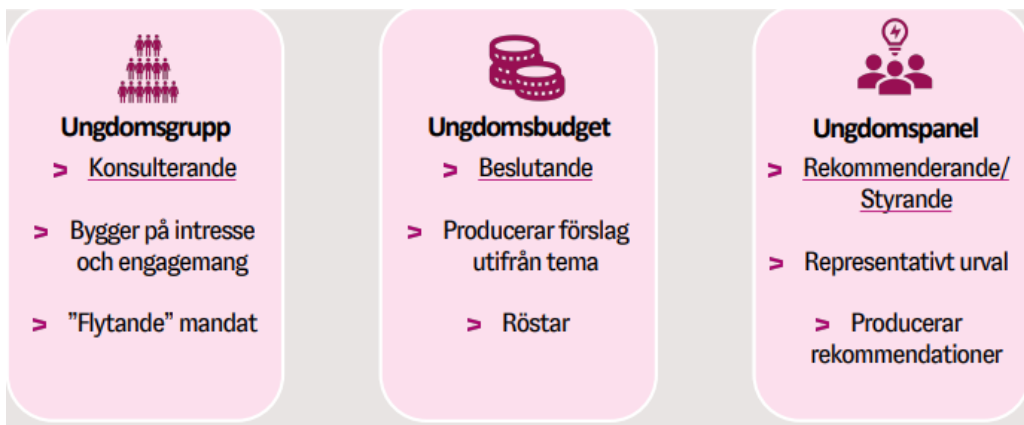 Ungdomsgrupp
> Konsulterande
> Bygger på intresse
och engagemang
> ”Flytande” mandat
Ungdomsbudget
> Beslutande
> Producerar förslag
utifrån tema
> Röstar
Ungdomspanel
> Rekommenderande/
Styrande
> Representativt urval
> Producerar
rekommendationer